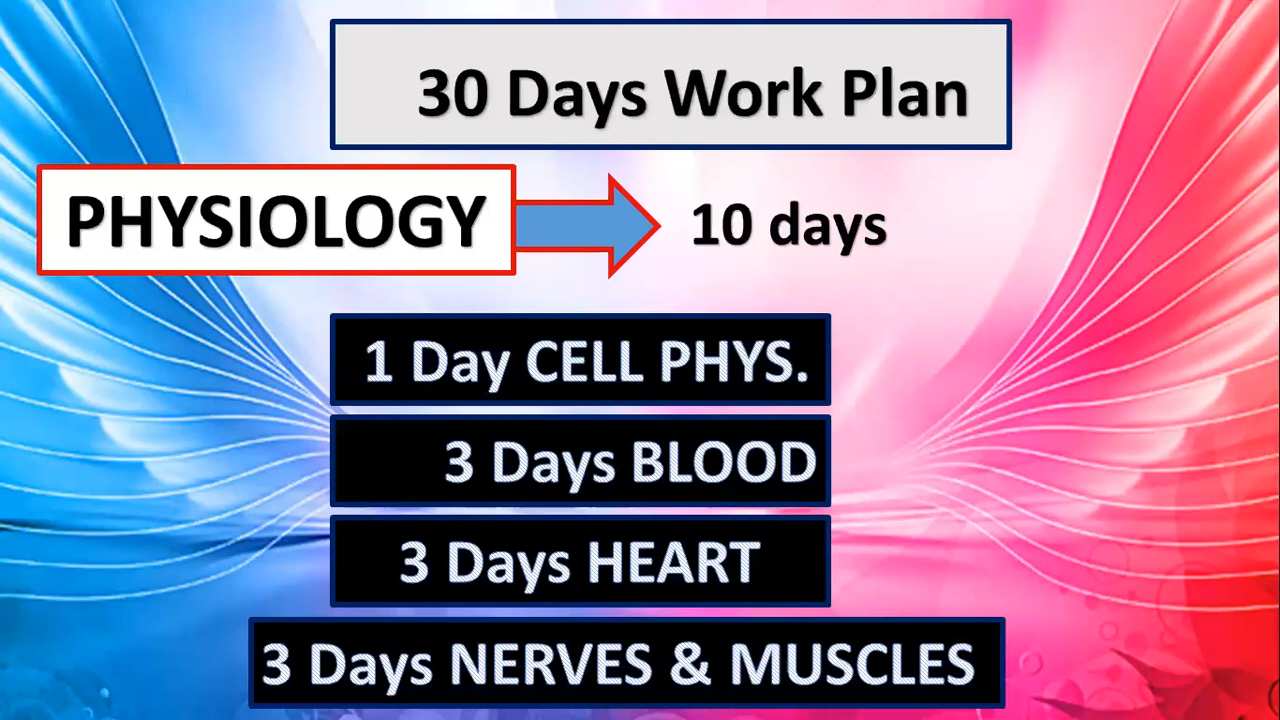 30 Days Work Plan
PHYSIOLOGY
10 days
1 Day CELL PHYS.
3 Days BLOOD
3 Days HEART
3 Days NERVES & MUSCLES